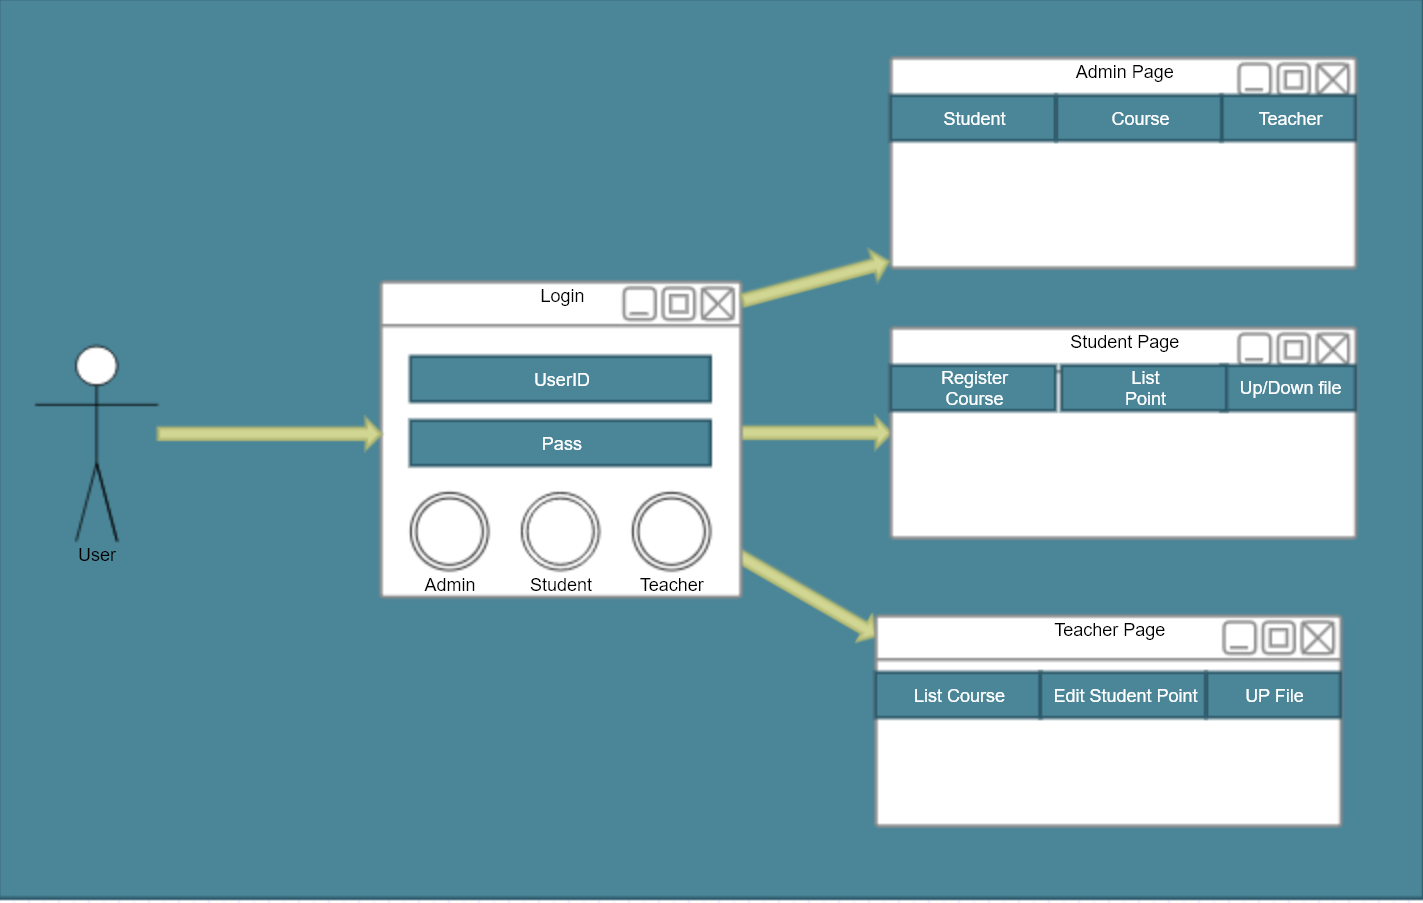 Admin Page
Student
Course
Teacher
Login
UserID
Pass
Admin
Student
Teacher
User
Student Page
Register
Course
List
Point
Up/Down file
Teacher Page
List Course
Edit Student Point
UP File